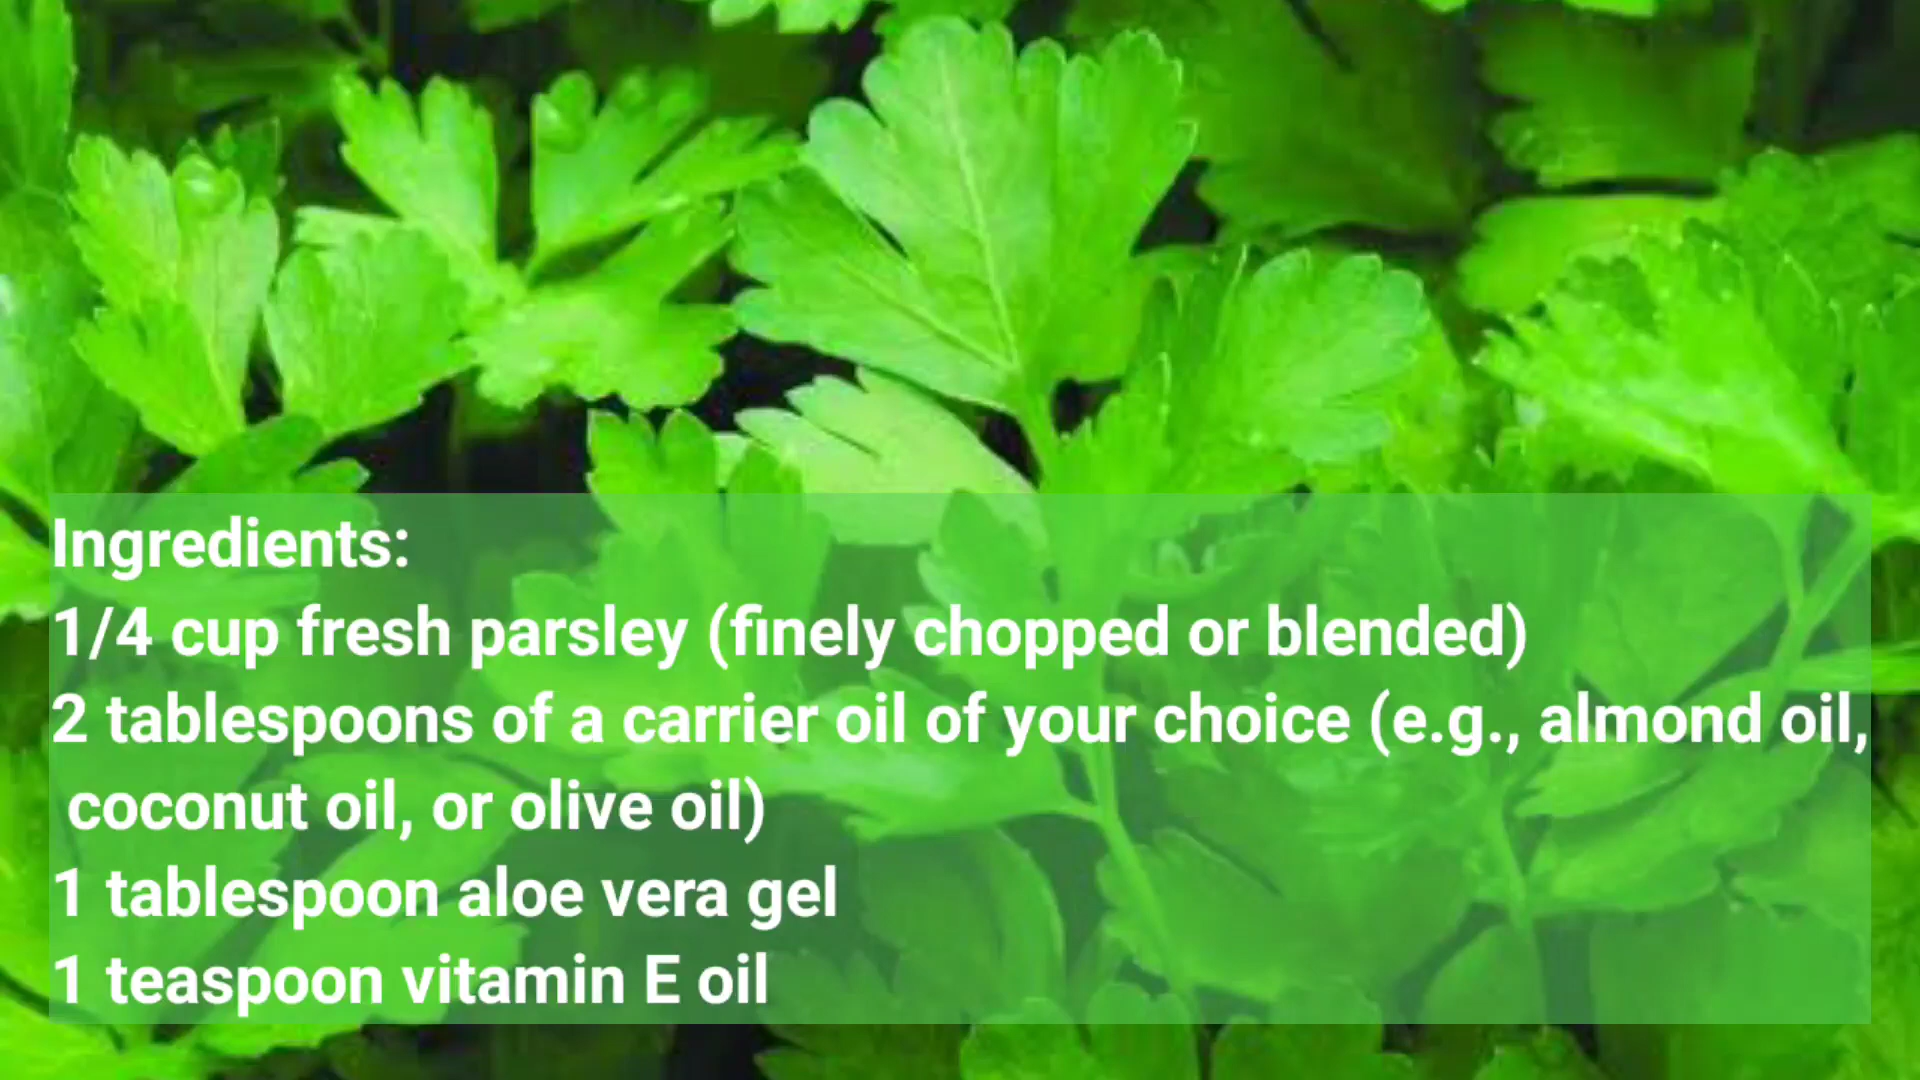 Ingredients:
1/4 cup fresh parsley (finely chopped or blended)
2 tablespoons of a carrier oil of your choice (e.g., almond oil,
coconut oil, or olive oil)
1 tablespoon aloe vera gel
1 teaspoon vitamin E oil